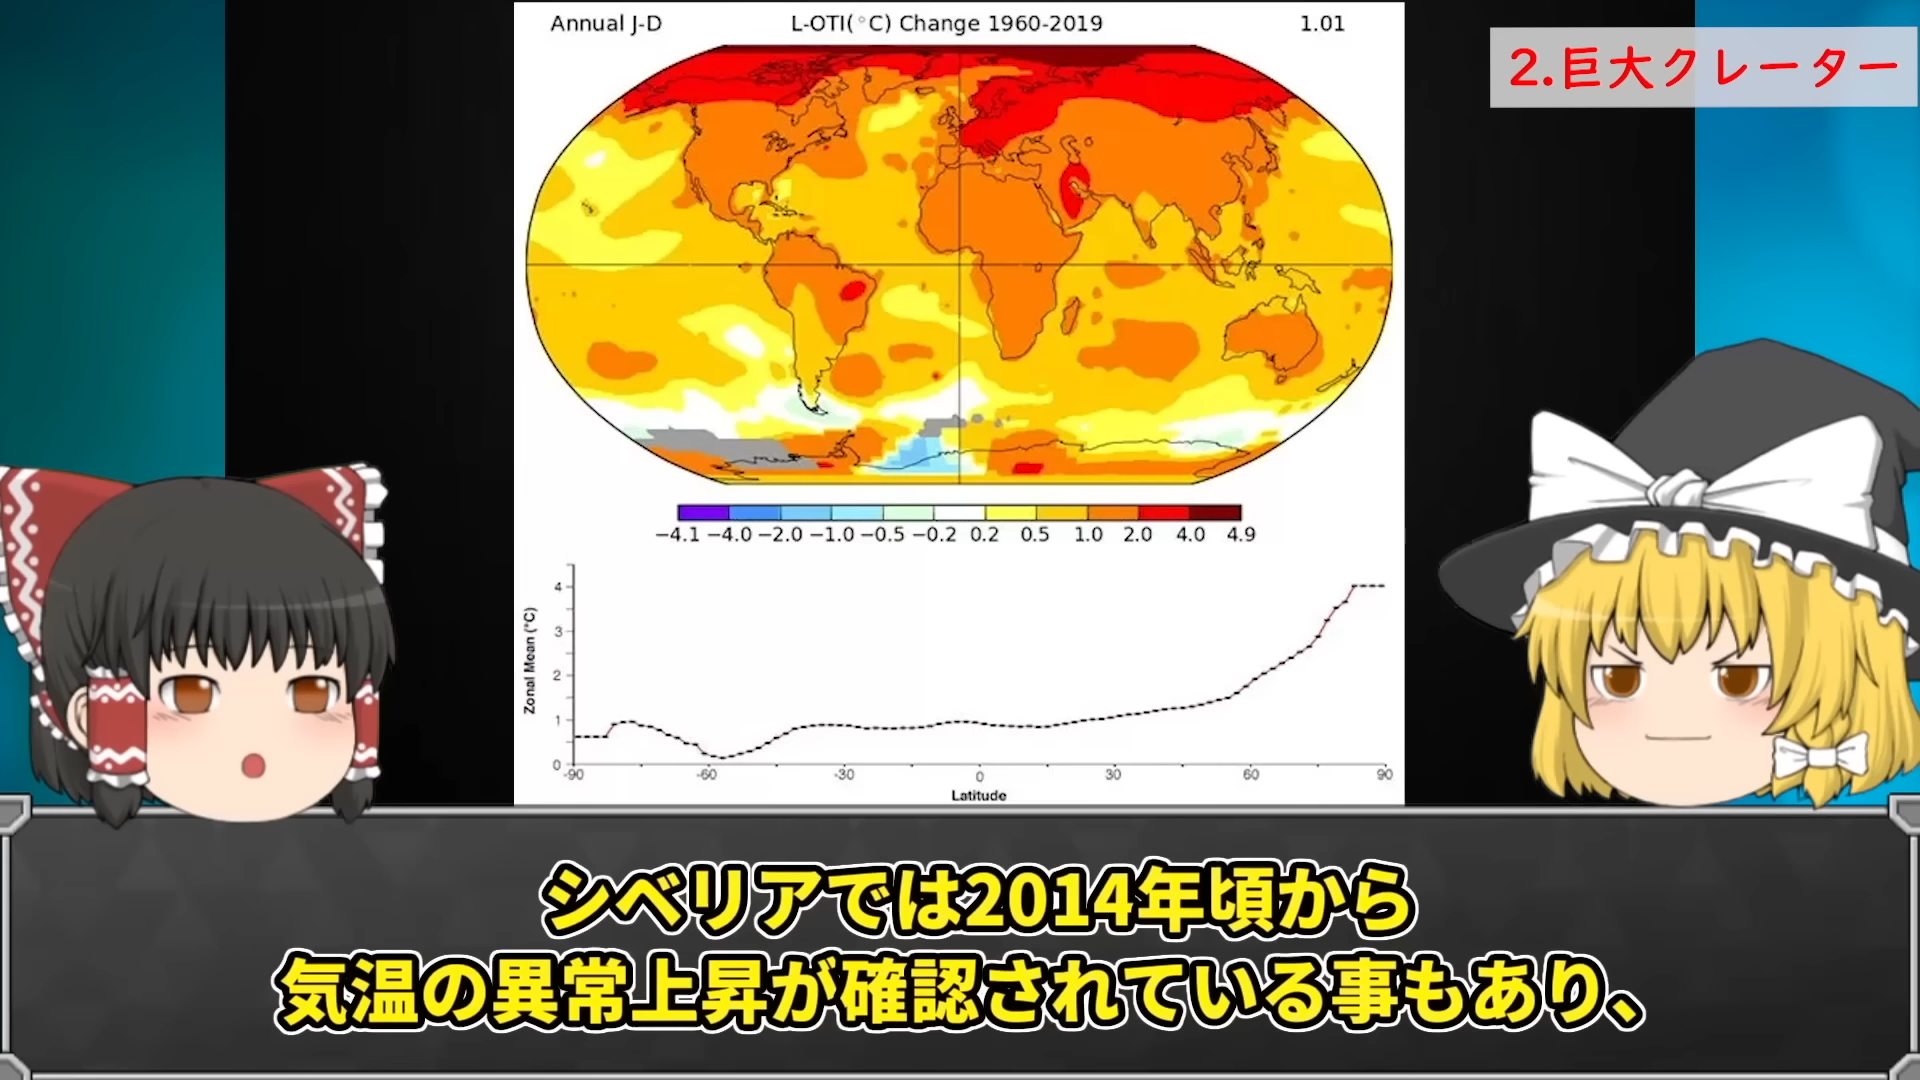 Annual J-D
L-OTI(°C) Change 1960-2019
1.01
2.巨大クレーター
−4.1 −4.0 −2.0 −1.0 −0.5 −0.2 0.2 0.5 1.0 2.0 4.0 4.9
Zonal Mean (°C)
4
3
2
1
0
-90 -60 -30 0 30 60 90
Latitude
シベリアでは2014年頃から
気温の異常上昇が確認されている事もあり、